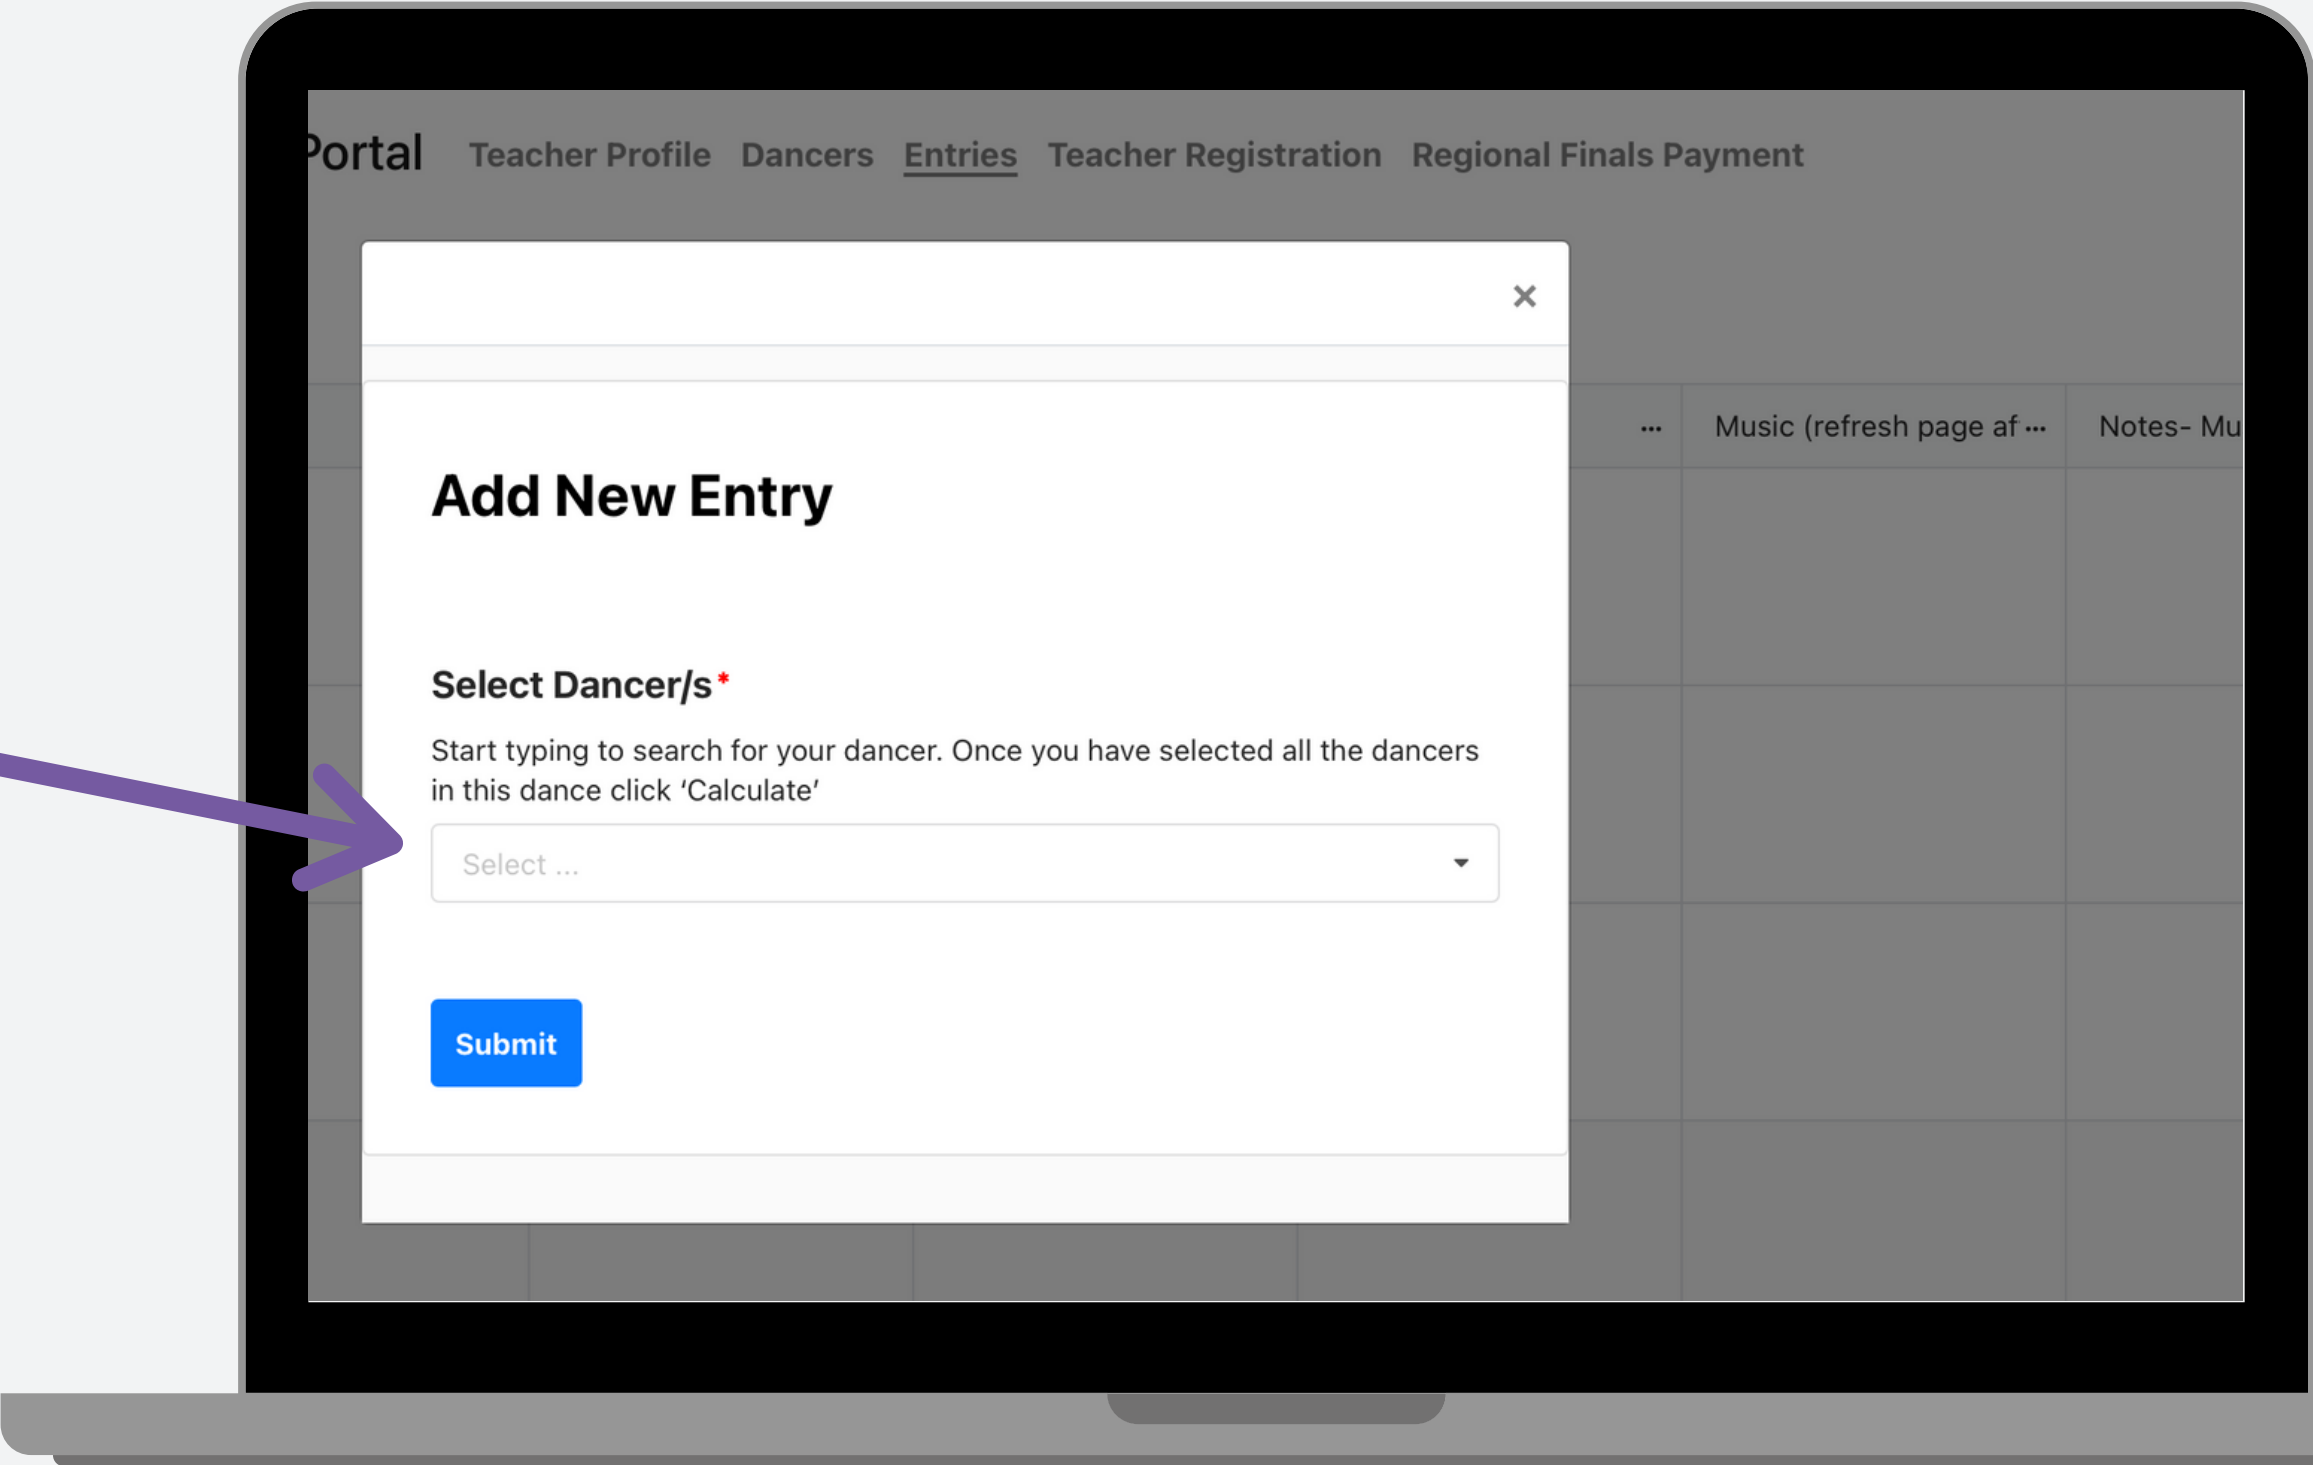 Portal Teacher Profile Dancers Entries Teacher Registration Regional Finals Payment
×
... Music (refresh page af ... Notes- Mu
Add New Entry
Select Dancer/s*
Start typing to search for your dancer. Once you have selected all the dancers
in this dance click ‘Calculate’
Select ...
Submit